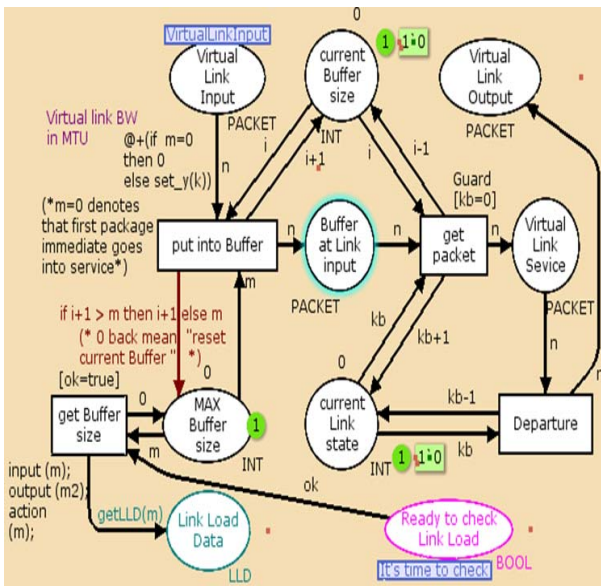 VirtualLinkInput
Virtual
Link
Input
PACKET
0
current
Buffer
size
INT
1
1`0
Virtual
Link
Output
PACKET
Virtual link BW
in MTU
@+(if m=0
then 0
else set_y(k))
n
i
i+1
i
i-1
(*m=0 denotes
that first package
immediate goes
into service*)
put into Buffer
n
Buffer
at Link
input
PACKET
n
Guard
[kb=0]
get
packet
n
Virtual
Link
Sevice
PACKET
m
if i+1 > m then i+1 else m
(* 0 back mean "reset
current Buffer " *)
kb
kb+1
n
[ok=true]
get Buffer
size
0
m
0
MAX
Buffer
size
1
INT
0
current
Link
state
INT
1
1`0
kb-1
kb
Departure
input (m);
output (m2);
action
(m);
getLLD(m)
Link Load
Data
LLD
ok
Ready to check
Link Load
BOOL
It's time to check